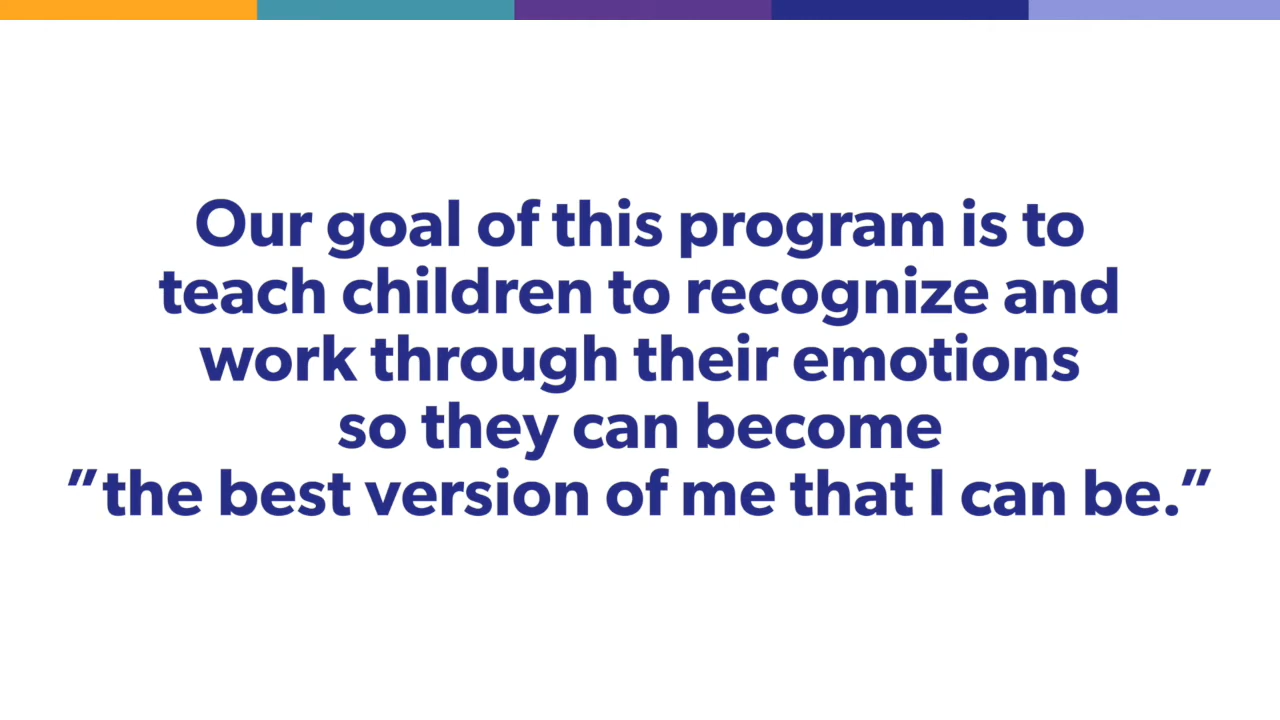 Our goal of this program is to
teach children to recognize and
work through their emotions
so they can become
"the best version of me that I can be."